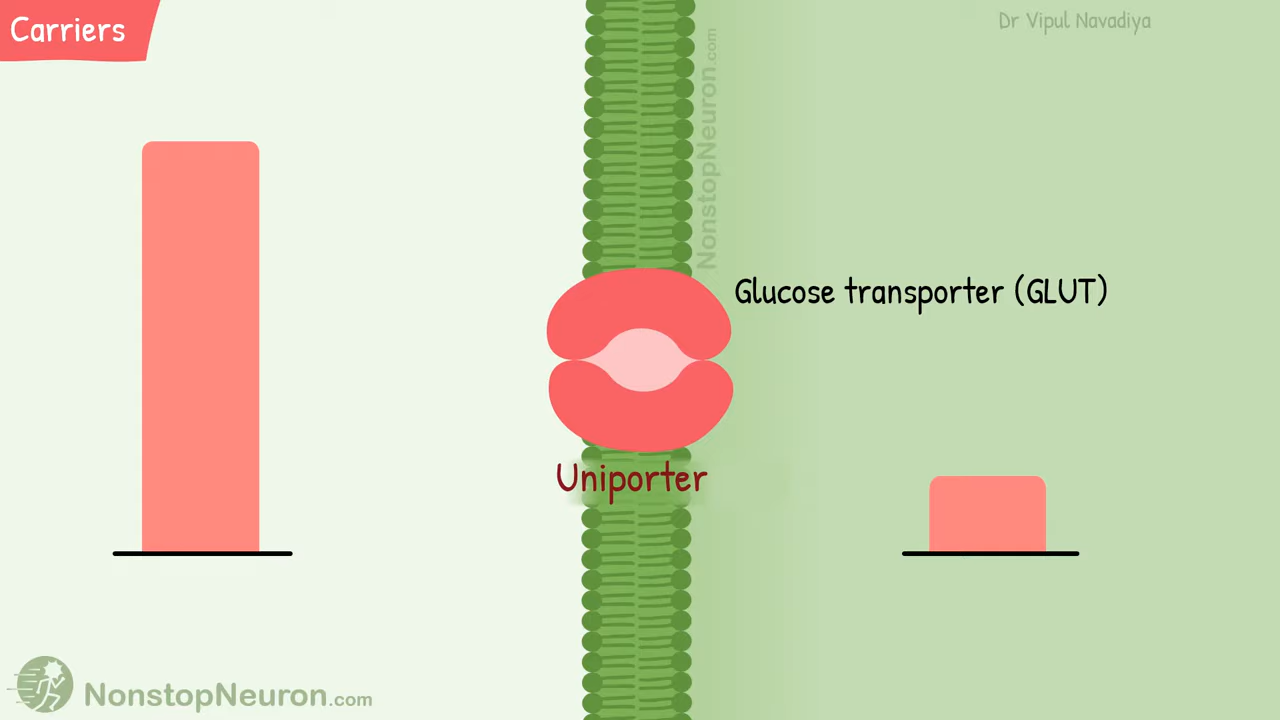 Carriers
Dr Vipul Navadiya
NonstopNeuron.com
Glucose transporter (GLUT)
Uniporter
NonstopNeuron.com